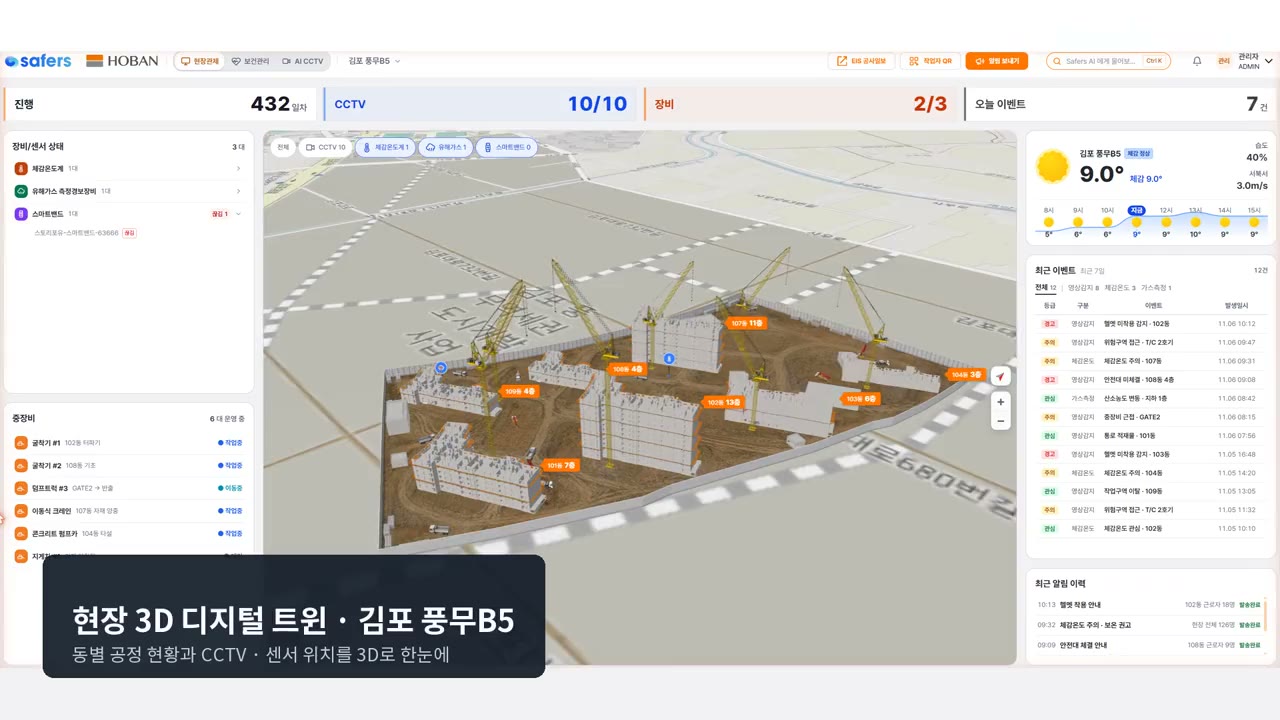 safers HOBAN 현장관제 보건관리 AI CCTV 김포 풍무B5 EIS 공사일보 작업자 QR 알림 보내기 Safers AI 에게 물어보... Ctrl K 관리 관리자 ADMIN
진행 432일차
CCTV 10/10
장비 2/3
오늘 이벤트 7건
장비/센서 상태 3 대
체감온도계 1대
유해가스 측정경보장비 1대
스마트밴드 1대 끊김 1
스토리포유-스마트밴드-63666 끊김
중장비 6 대 운영 중
굴착기 #1 102동 터파기 작업중
굴착기 #2 108동 기초 작업중
덤프트럭 #3 GATE2 → 반출 이동중
이동식 크레인 107동 자재 양중 작업중
콘크리트 펌프카 104동 타설 작업중
전체 CCTV 10 체감온도계 1 유해가스 1 스마트밴드 0
107동 11층
108동 4층
104동 3층
109동 4층
103동 6층
102동 13층
101동 7층
대로680번길
김포 풍무B5 체감 정상
9.0° 체감 9.0°
습도
40%
서북서
3.0m/s
8시 9시 10시 지금 12시 13시 14시 15시
5° 6° 6° 9° 9° 10° 9° 9°
최근 이벤트 최근 7일 12건
전체 12 영상감지 8 체감온도 3 가스측정 1
등급 구분 이벤트 발생일시
경고 영상감지 헬멧 미착용 감지 · 102동 11.06 10:12
주의 영상감지 위험구역 접근 · T/C 2호기 11.06 09:47
주의 체감온도 체감온도 주의 · 107동 11.06 09:31
경고 영상감지 안전대 미체결 · 108동 4층 11.06 09:08
관심 가스측정 산소농도 변동 · 지하 1층 11.06 08:42
주의 영상감지 중장비 근접 · GATE2 11.06 08:15
관심 영상감지 통로 적재물 · 101동 11.06 07:56
경고 영상감지 헬멧 미착용 감지 · 103동 11.05 16:48
주의 체감온도 체감온도 주의 · 104동 11.05 14:20
관심 영상감지 작업구역 이탈 · 109동 11.05 13:05
주의 영상감지 위험구역 접근 · T/C 2호기 11.05 11:32
관심 체감온도 체감온도 관심 · 102동 11.05 10:10
최근 알림 이력
10:13 헬멧 착용 안내 102동 근로자 18명 발송완료
09:32 체감온도 주의 · 보온 권고 현장 전체 126명 발송완료
09:09 안전대 체결 안내 108동 근로자 9명 발송완료
현장 3D 디지털 트윈 · 김포 풍무B5
동별 공정 현황과 CCTV · 센서 위치를 3D로 한눈에